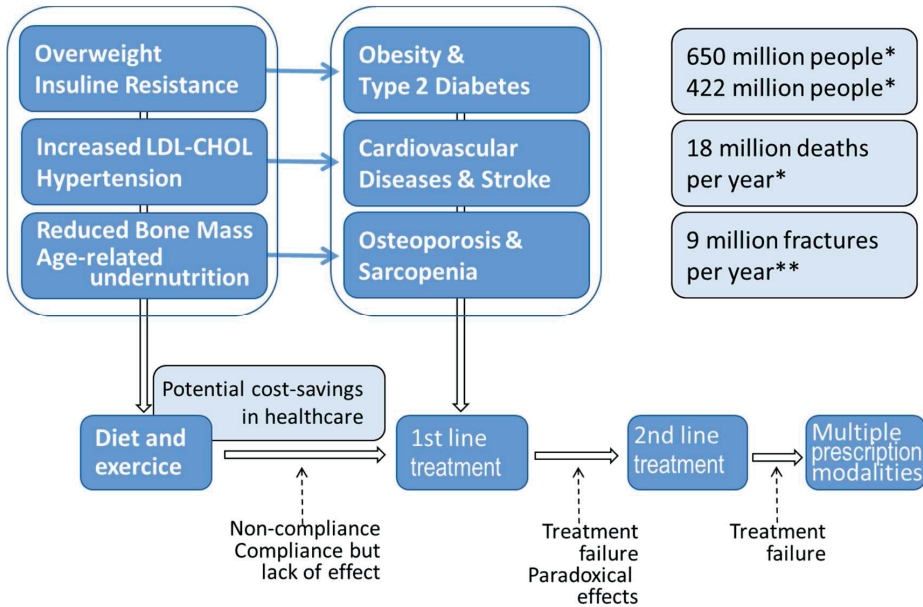 Overweight
Insuline Resistance
Obesity &
Type 2 Diabetes
650 million people*
422 million people*
Increased LDL-CHOL
Hypertension
Cardiovascular
Diseases & Stroke
18 million deaths
per year*
Reduced Bone Mass
Age-related
undernutrition
Osteoporosis &
Sarcopenia
9 million fractures
per year**
Potential cost-savings
in healthcare
Diet and
exercice
1st line
treatment
2nd line
treatment
Multiple
prescription
modalities
Non-compliance
Compliance but
lack of effect
Treatment
failure
Paradoxical
effects
Treatment
failure